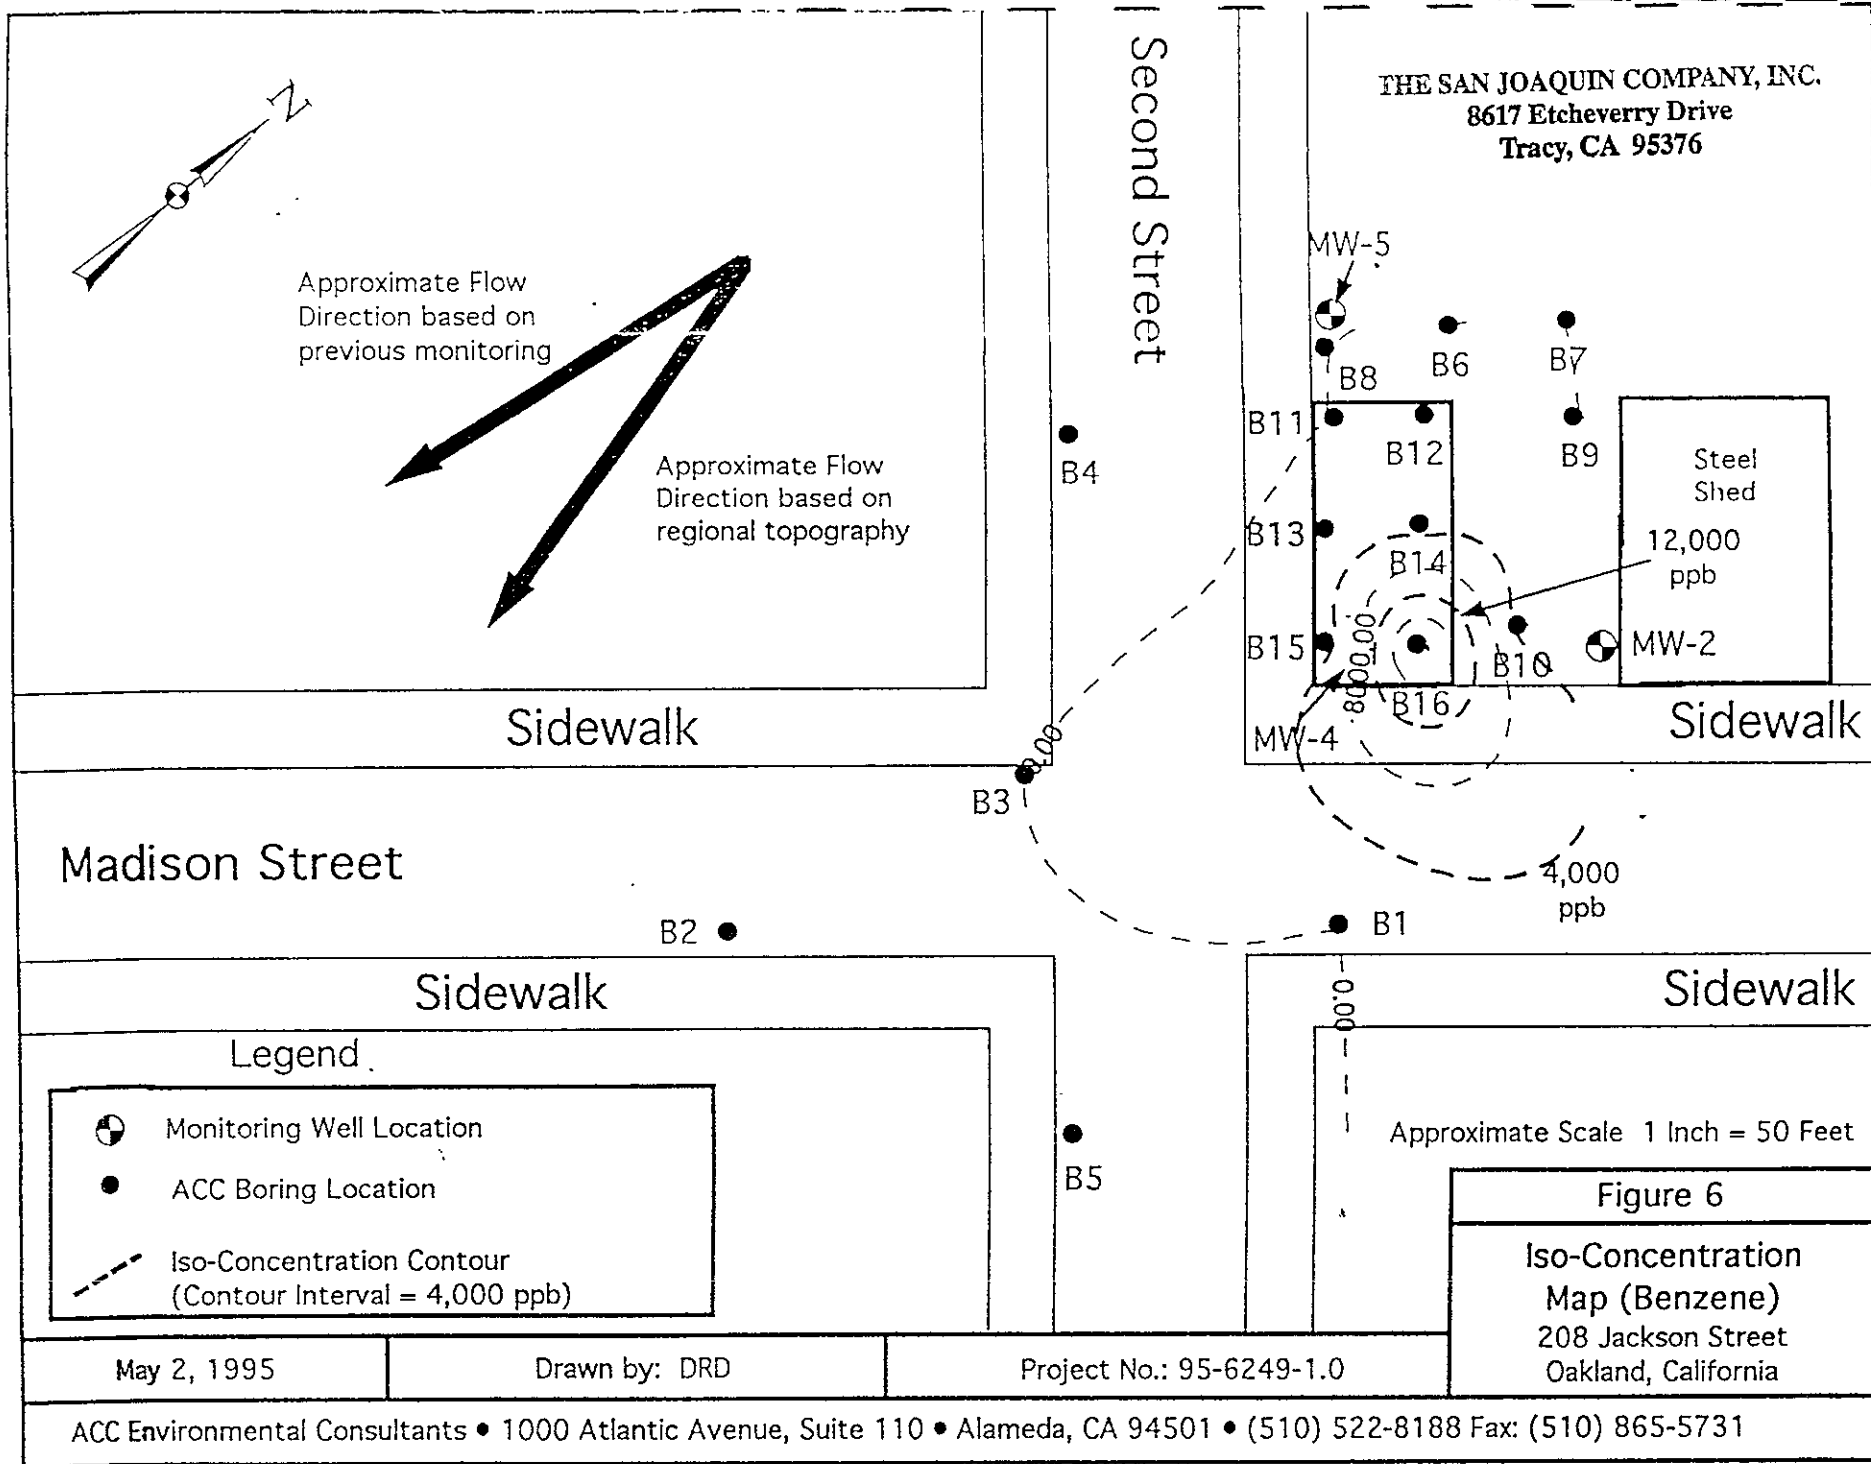 N
Second Street
THE SAN JOAQUIN COMPANY, INC.
8617 Etcheverry Drive
Tracy, CA 95376
Approximate Flow
Direction based on
previous monitoring
Approximate Flow
Direction based on
regional topography
MW-5
B6
B7
B8
B11
B12
B9
B4
Steel
Shed
B13
B14
12,000
ppb
8000.00
B15
B10
MW-2
B16
MW-4
Sidewalk
Sidewalk
0.00
B3
Madison Street
4,000
ppb
B2
B1
Sidewalk
Sidewalk
0.00
Legend
Monitoring Well Location
ACC Boring Location
Iso-Concentration Contour
(Contour Interval = 4,000 ppb)
B5
Approximate Scale 1 Inch = 50 Feet
Figure 6
Iso-Concentration
Map (Benzene)
208 Jackson Street
Oakland, California
May 2, 1995
Drawn by: DRD
Project No.: 95-6249-1.0
ACC Environmental Consultants • 1000 Atlantic Avenue, Suite 110 • Alameda, CA 94501 • (510) 522-8188 Fax: (510) 865-5731